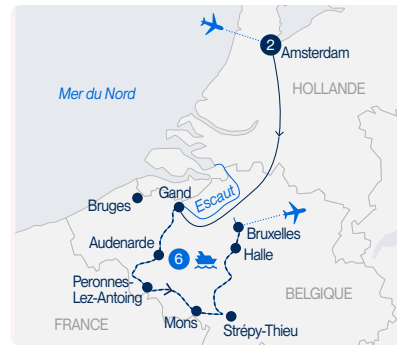 2
Amsterdam
HOLLANDE
Mer du Nord
Escaut
Gand
Bruges
Bruxelles
Audenarde
6
Halle
Peronnes-
Lez-Antoing
BELGIQUE
FRANCE
Mons
Strépy-Thieu